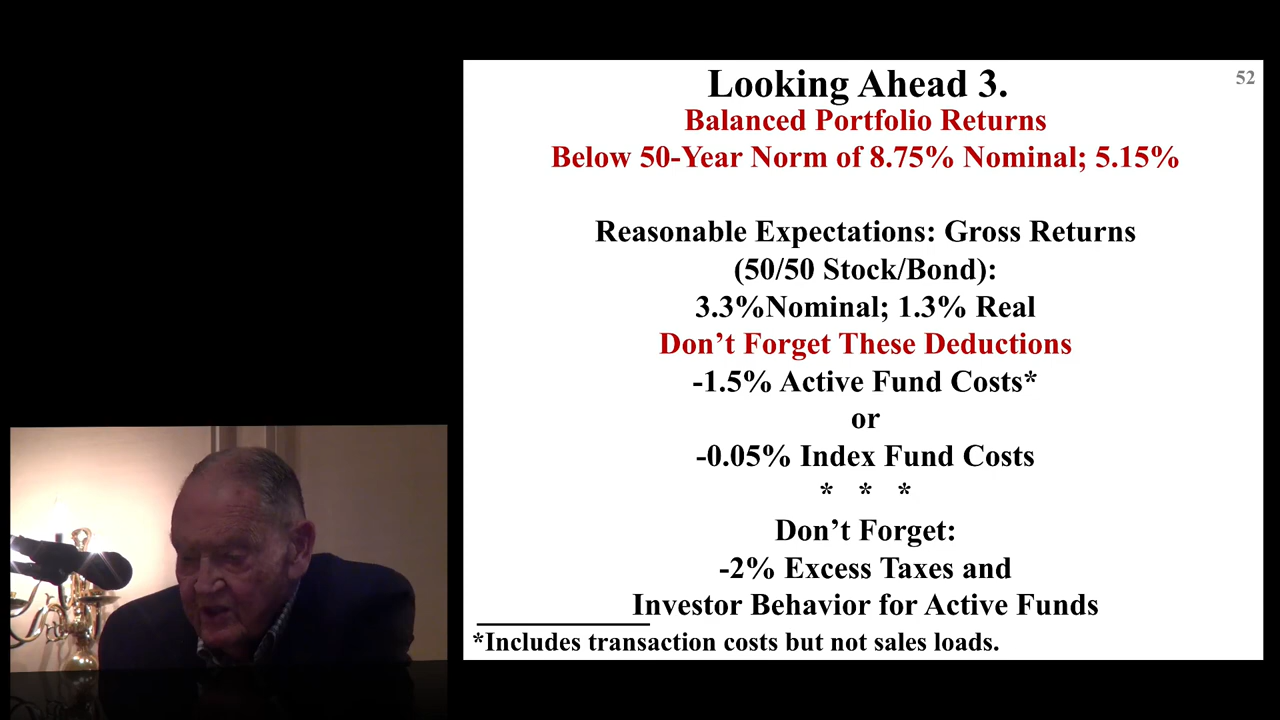 52
Looking Ahead 3.
Balanced Portfolio Returns
Below 50-Year Norm of 8.75% Nominal; 5.15%
Reasonable Expectations: Gross Returns
(50/50 Stock/Bond):
3.3%Nominal; 1.3% Real
Don’t Forget These Deductions
-1.5% Active Fund Costs*
or
-0.05% Index Fund Costs
* * *
Don’t Forget:
-2% Excess Taxes and
Investor Behavior for Active Funds
*Includes transaction costs but not sales loads.